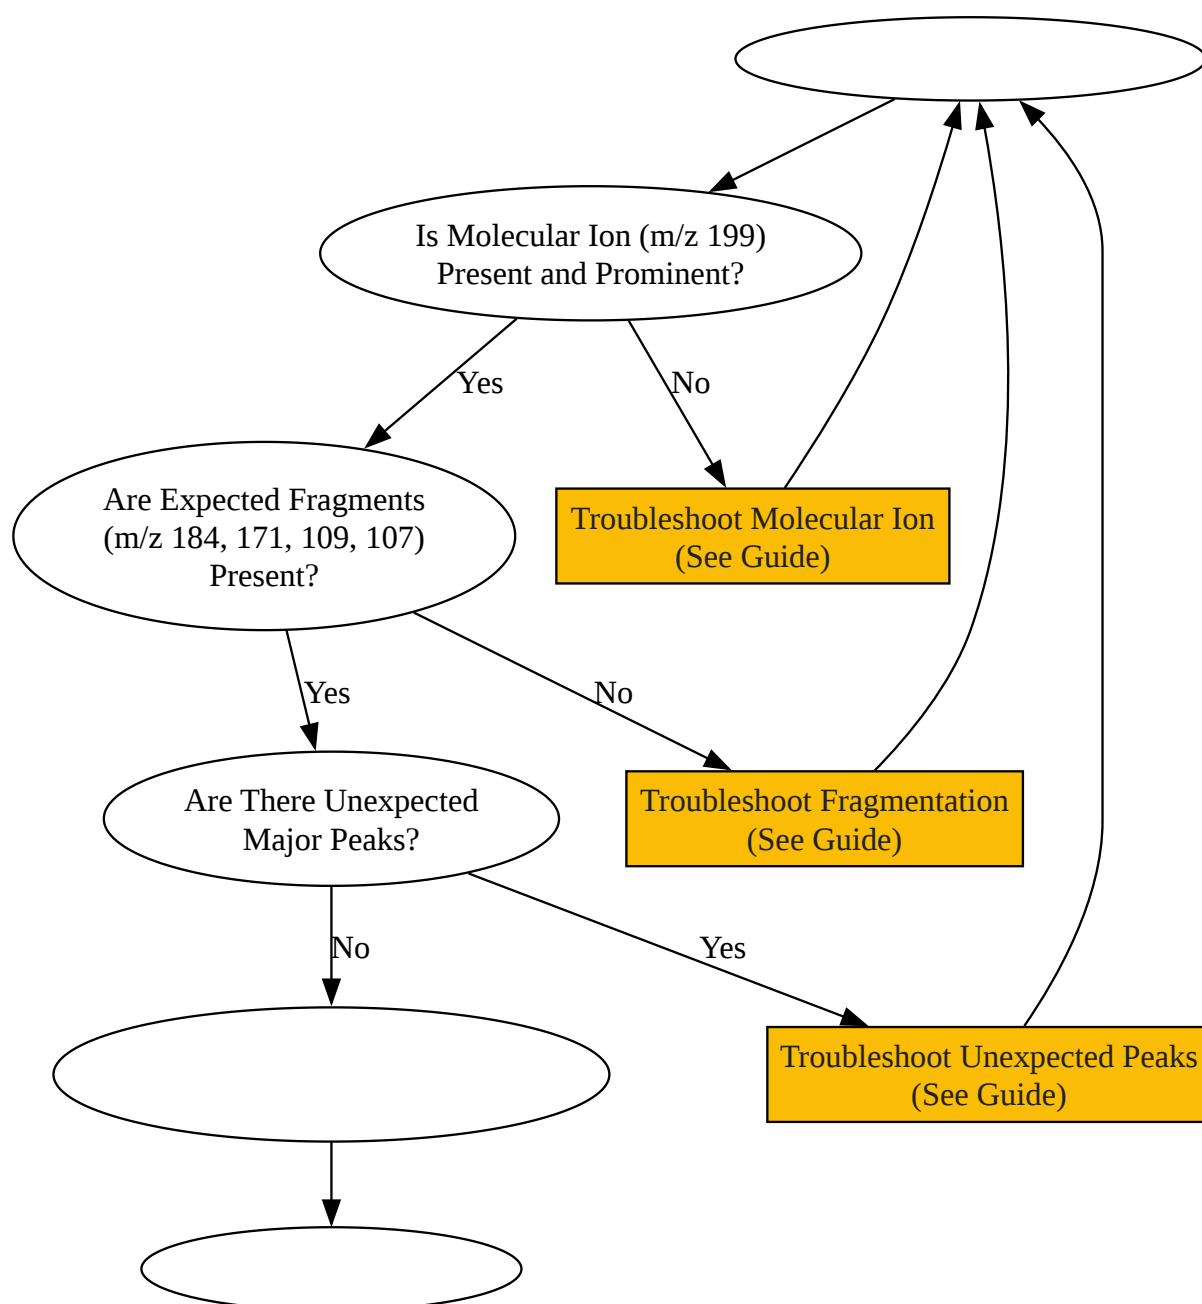 Is Molecular Ion (m/z 199)
Present and Prominent?
Yes
No
Are Expected Fragments
(m/z 184, 171, 109, 107)
Present?
Troubleshoot Molecular Ion
(See Guide)
Yes
No
Are There Unexpected
Major Peaks?
Troubleshoot Fragmentation
(See Guide)
No
Yes
Troubleshoot Unexpected Peaks
(See Guide)